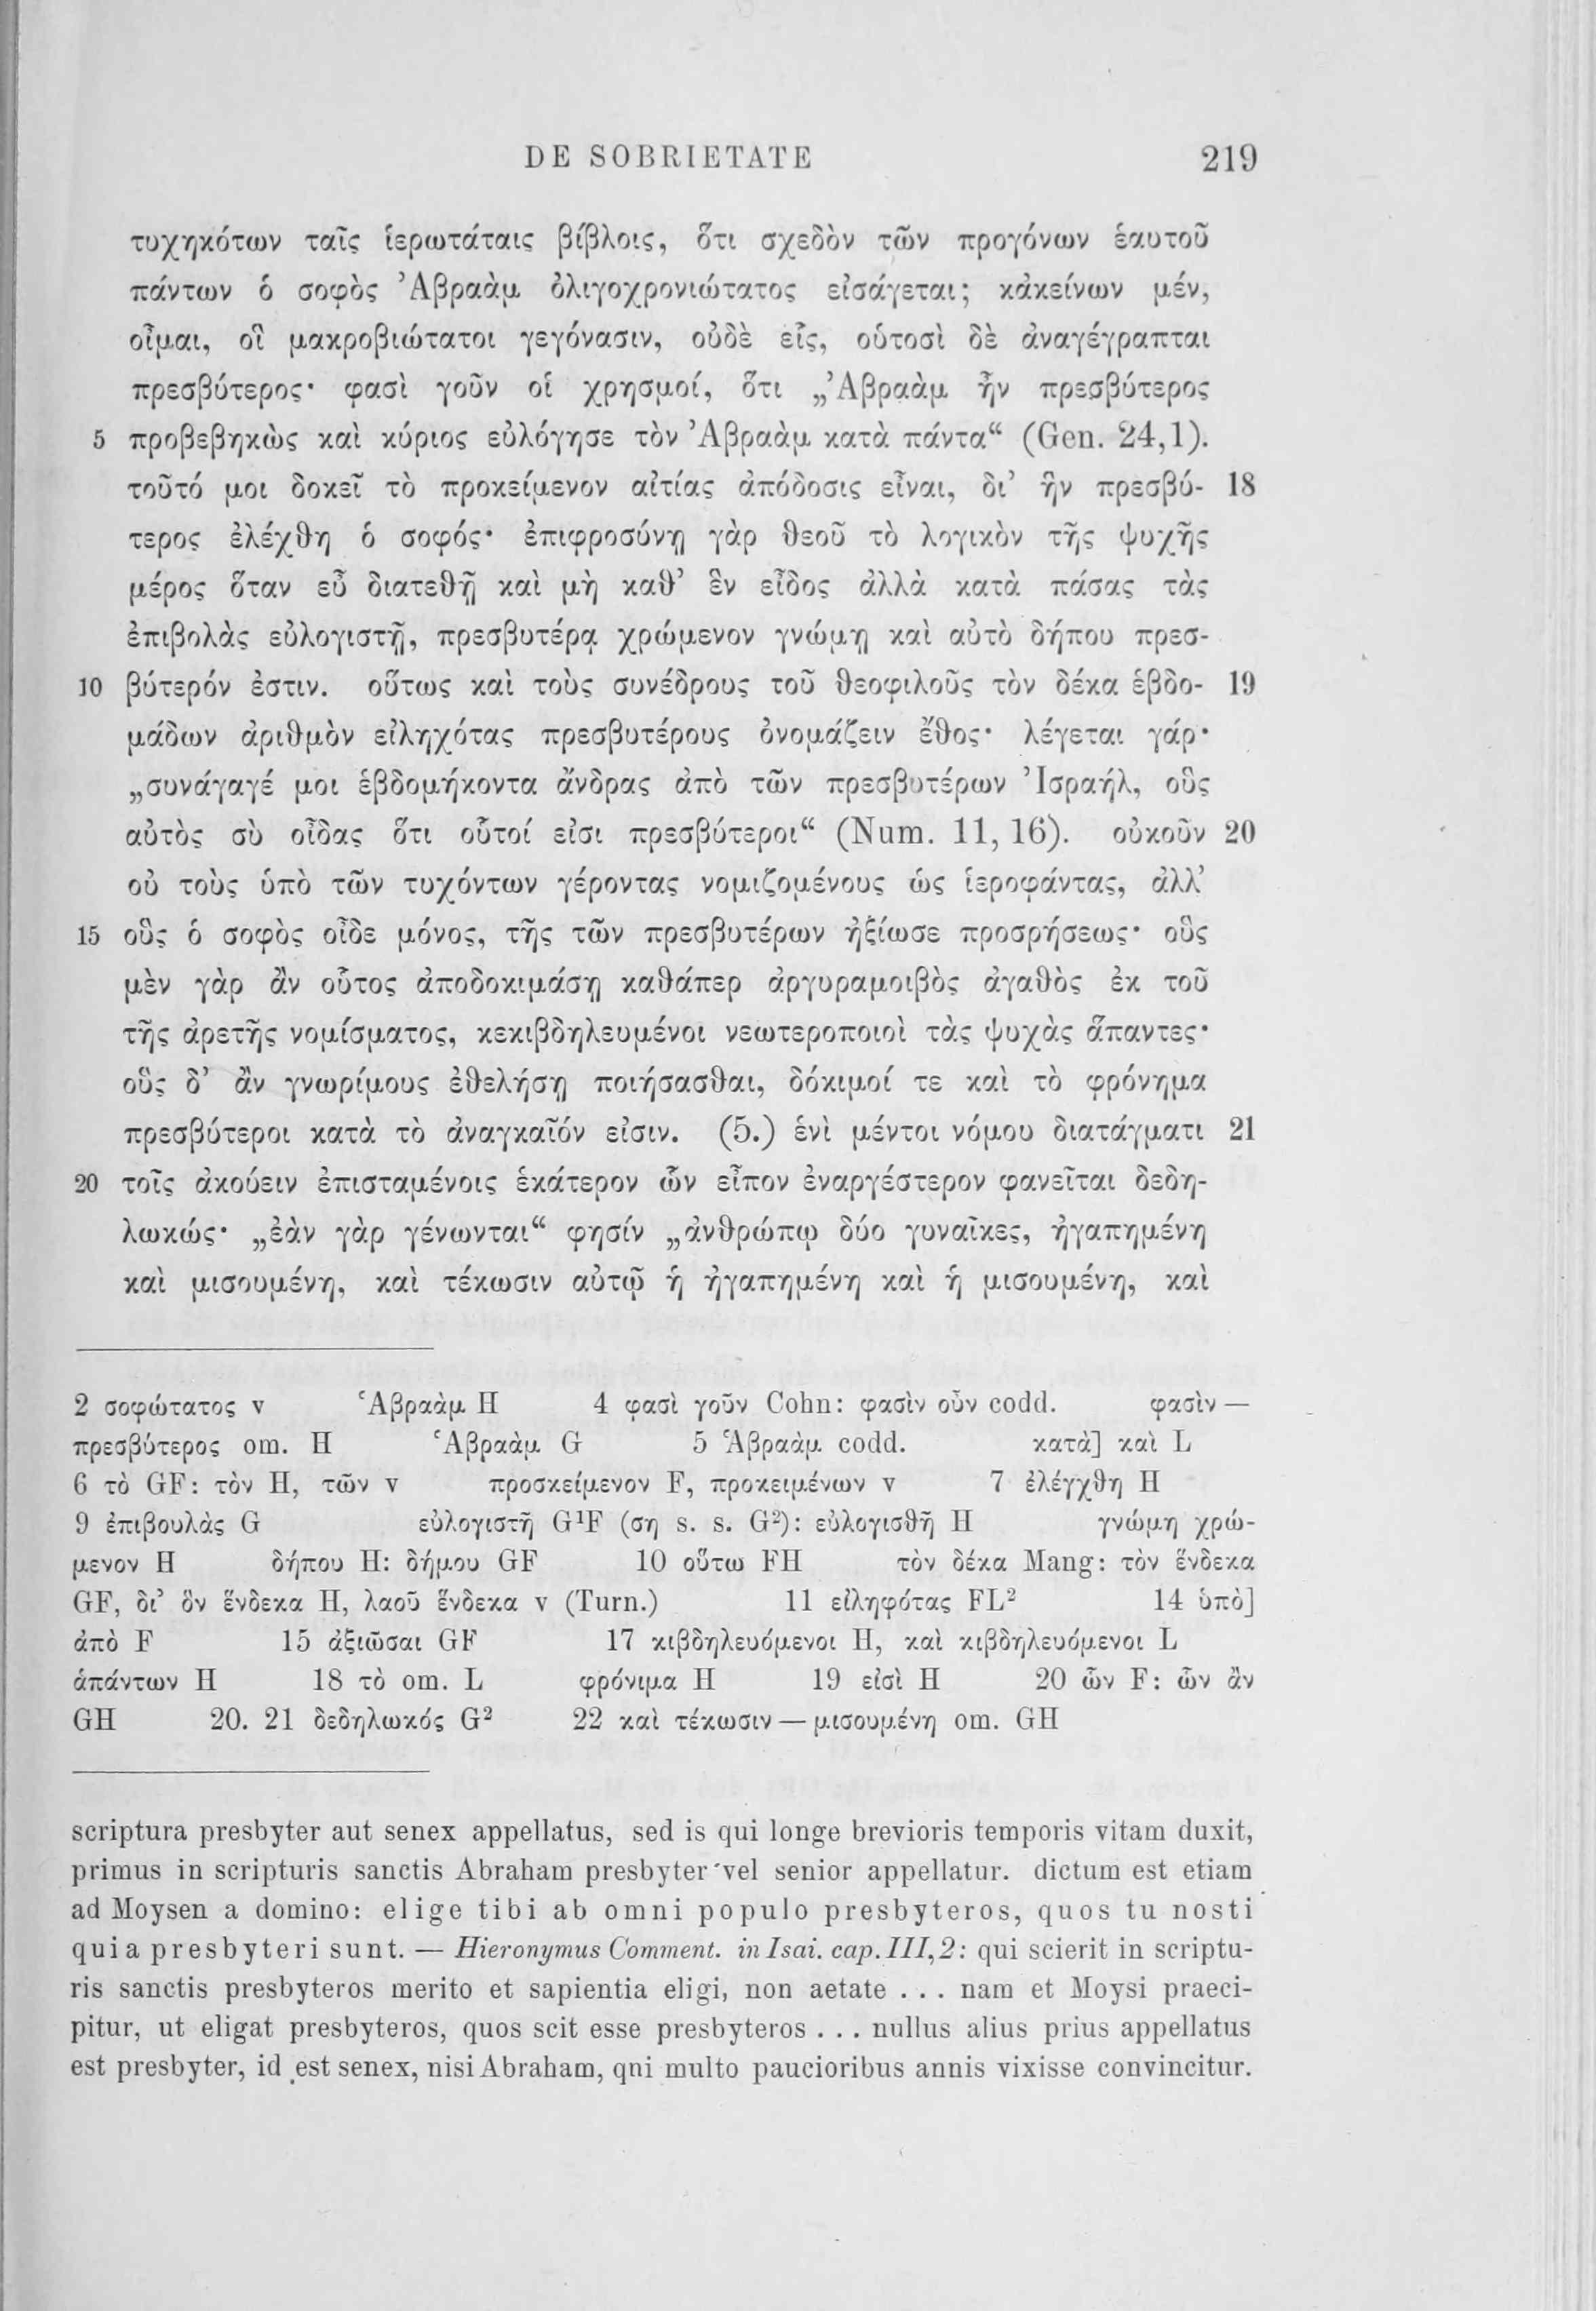 DE SOBRIETATE 219
τυχηκότων ταῖς ἱερωτάταις βίβλοις, ὅτι σχεδὸν τῶν προγόνων ἑαυτοῦ
πάντων ὁ σοφὸς Ἀβραὰμ ὀλιγοχρονιώτατος εἰσάγεται; κἀκείνων μέν,
οἶμαι, οἳ μακροβιώτατοι γεγόνασιν, οὐδὲ εἷς, οὑτοσὶ δὲ ἀναγέγραπται
πρεσβύτερος· φασὶ γοῦν οἱ χρησμοί, ὅτι „Ἀβραὰμ ἦν πρεσβύτερος
5 προβεβηκὼς καὶ κύριος εὐλόγησε τὸν Ἀβραὰμ κατὰ πάντα“ (Gen. 24,1).
τοῦτό μοι δοκεῖ τὸ προκείμενον αἰτίας ἀπόδοσις εἶναι, δι’ ἣν πρεσβύ- 18
τερος ἐλέχθη ὁ σοφός· ἐπιφροσύνῃ γὰρ θεοῦ τὸ λογικὸν τῆς ψυχῆς
μέρος ὅταν εὖ διατεθῇ καὶ μὴ καθ’ ἓν εἶδος ἀλλὰ κατὰ πάσας τὰς
ἐπιβολὰς εὐλογιστῇ, πρεσβυτέρᾳ χρώμενον γνώμῃ καὶ αὐτὸ δήπου πρεσ-
10 βύτερόν ἐστιν. οὕτως καὶ τοὺς συνέδρους τοῦ θεοφιλοῦς τὸν δέκα ἑβδο- 19
μάδων ἀριθμὸν εἰληχότας πρεσβυτέρους ὀνομάζειν ἔθος· λέγεται γάρ·
„συνάγαγέ μοι ἑβδομήκοντα ἄνδρας ἀπὸ τῶν πρεσβυτέρων Ἰσραήλ, οὓς
αὐτὸς σὺ οἶδας ὅτι οὗτοί εἰσι πρεσβύτεροι“ (Num. 11, 16). οὐκοῦν 20
οὐ τοὺς ὑπὸ τῶν τυχόντων γέροντας νομιζομένους ὡς ἱεροφάντας, ἀλλ’
15 οὓς ὁ σοφὸς οἶδε μόνος, τῆς τῶν πρεσβυτέρων ἠξίωσε προσρήσεως· οὓς
μὲν γὰρ ἂν οὗτος ἀποδοκιμάσῃ καθάπερ ἀργυραμοιβὸς ἀγαθὸς ἐκ τοῦ
τῆς ἀρετῆς νομίσματος, κεκιβδηλευμένοι νεωτεροποιοὶ τὰς ψυχὰς ἅπαντες·
οὓς δ’ ἂν γνωρίμους ἐθελήσῃ ποιήσασθαι, δόκιμοί τε καὶ τὸ φρόνημα
πρεσβύτεροι κατὰ τὸ ἀναγκαῖόν εἰσιν. (5.) ἑνὶ μέντοι νόμου διατάγματι 21
20 τοῖς ἀκούειν ἐπισταμένοις ἑκάτερον ὧν εἶπον ἐναργέστερον φανεῖται δεδη-
λωκώς· „ἐὰν γὰρ γένωνται“ φησίν „ἀνθρώπῳ δύο γυναῖκες, ἠγαπημένη
καὶ μισουμένη, καὶ τέκωσιν αὐτῷ ἡ ἠγαπημένη καὶ ἡ μισουμένη, καὶ
2 σοφώτατος v Ἁβραὰμ H 4 φασὶ γοῦν Cohn: φασὶν οὖν codd. φασὶν —
πρεσβύτερος om. H Ἁβραὰμ G 5 Ἁβραὰμ codd. κατὰ] καὶ L
6 τὸ GF: τὸν H, τῶν v προσκείμενον F, προκειμένων v 7 ἐλέγχθη H
9 ἐπιβουλὰς G εὐλογιστῆ G¹F (ση s. s. G²): εὐλογισθῆ H γνώμη χρώ-
μενον H δήπου H: δήμου GF 10 οὕτω FH τὸν δέκα Mang: τὸν ἕνδεκα
GF, δι’ ὃν ἕνδεκα H, λαοῦ ἕνδεκα v (Turn.) 11 εἰληφότας FL² 14 ὑπὸ]
ἀπὸ F 15 ἀξιῶσαι GF 17 κιβδηλευόμενοι H, καὶ κιβδηλευόμενοι L
ἁπάντων H 18 τὸ om. L φρόνιμα H 19 εἰσὶ H 20 ὧν F: ὧν ἂν
GH 20. 21 δεδηλωκός G² 22 καὶ τέκωσιν — μισουμένη om. GH
scriptura presbyter aut senex appellatus, sed is qui longe brevioris temporis vitam duxit,
primus in scripturis sanctis Abraham presbyter vel senior appellatur. dictum est etiam
ad Moysen a domino: elige tibi ab omni populo presbyteros, quos tu nosti
quia presbyteri sunt. — Hieronymus Comment. in Isai. cap. III, 2: qui scierit in scriptu-
ris sanctis presbyteros merito et sapientia eligi, non aetate . . . nam et Moysi praeci-
pitur, ut eligat presbyteros, quos scit esse presbyteros . . . nullus alius prius appellatus
est presbyter, id est senex, nisi Abraham, qni multo paucioribus annis vixisse convincitur.